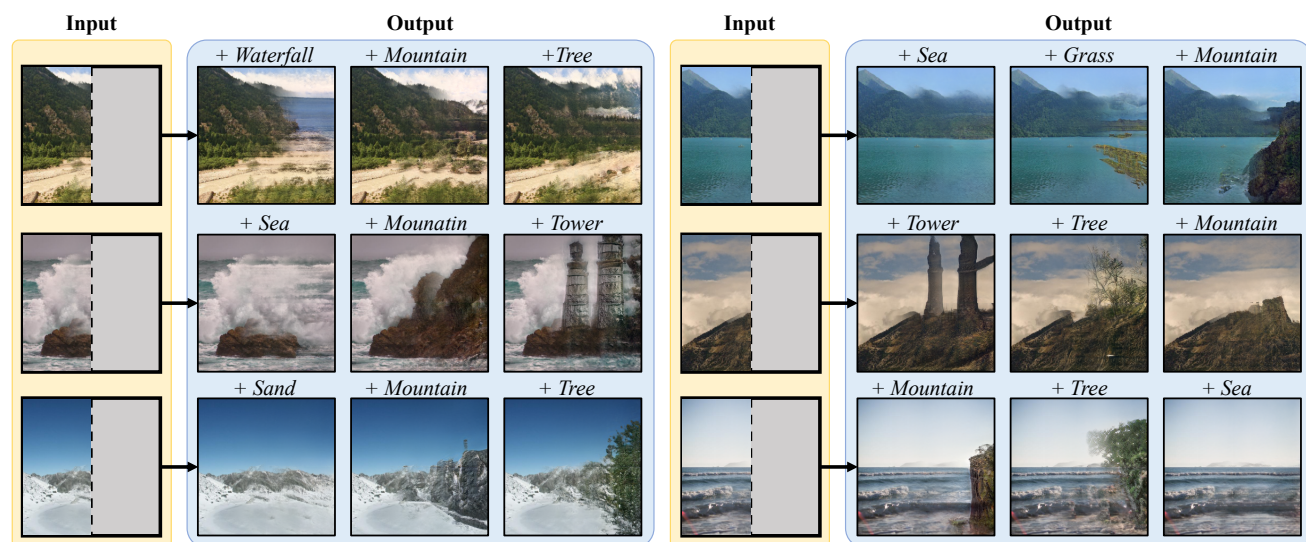 Input Output Input Output
+ Waterfall + Mountain +Tree + Sea + Grass + Mountain
+ Sea + Mounatin + Tower + Tower + Tree + Mountain
+ Sand + Mountain + Tree + Mountain + Tree + Sea